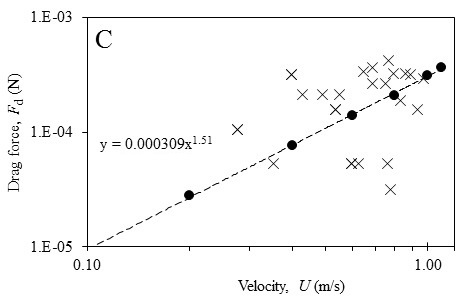 1.E-03
C
Drag force, Fd (N)
1.E-04
y = 0.000309x^1.51
1.E-05
0.10
1.00
Velocity, U (m/s)